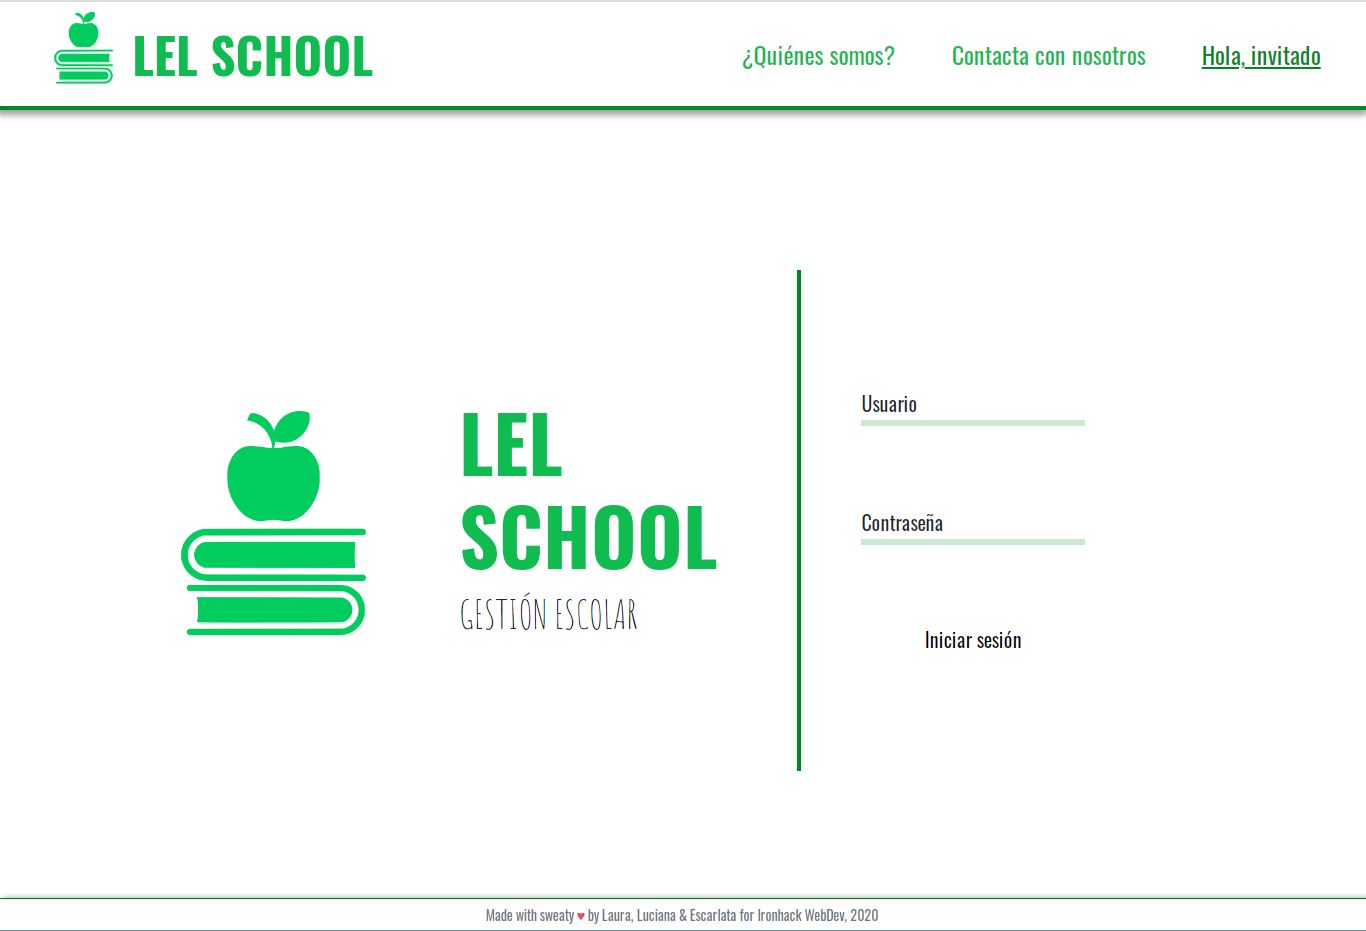 LEL SCHOOL
¿Quiénes somos?
Contacta con nosotros
Hola, invitado
LEL
SCHOOL
GESTIÓN ESCOLAR
Usuario
Contraseña
Iniciar sesión
Made with sweaty ♥ by Laura, Luciana & Escarlata for Ironhack WebDev, 2020